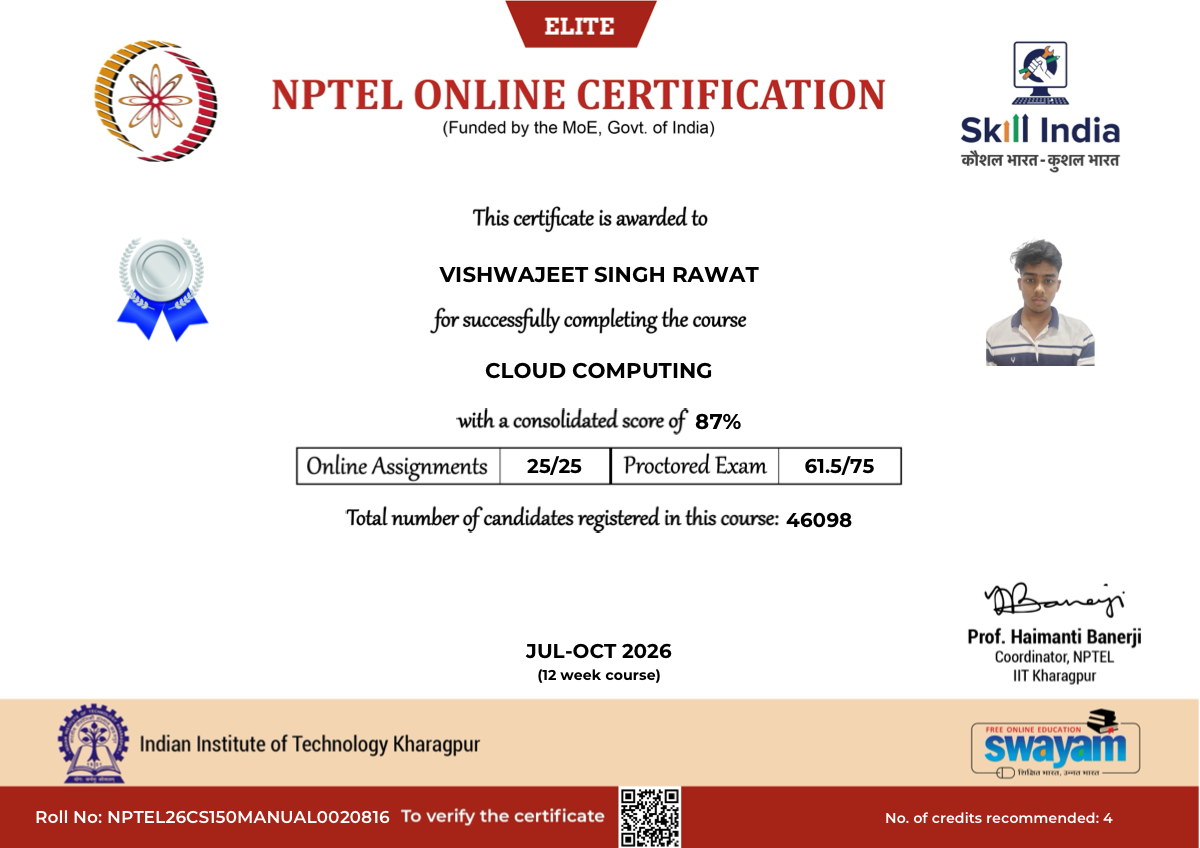 ELITE
NPTEL ONLINE CERTIFICATION
(Funded by the MoE, Govt. of India)
Skill India
कौशल भारत - कुशल भारत
This certificate is awarded to
VISHWAJEET SINGH RAWAT
for successfully completing the course
CLOUD COMPUTING
with a consolidated score of 87%
Online Assignments 25/25 Proctored Exam 61.5/75
Total number of candidates registered in this course: 46098
Prof. Haimanti Banerji
Coordinator, NPTEL
IIT Kharagpur
JUL-OCT 2026
(12 week course)
Indian Institute of Technology Kharagpur
FREE ONLINE EDUCATION
swayam
शिक्षित भारत, उन्नत भारत
Roll No: NPTEL26CS150MANUAL0020816 To verify the certificate
No. of credits recommended: 4